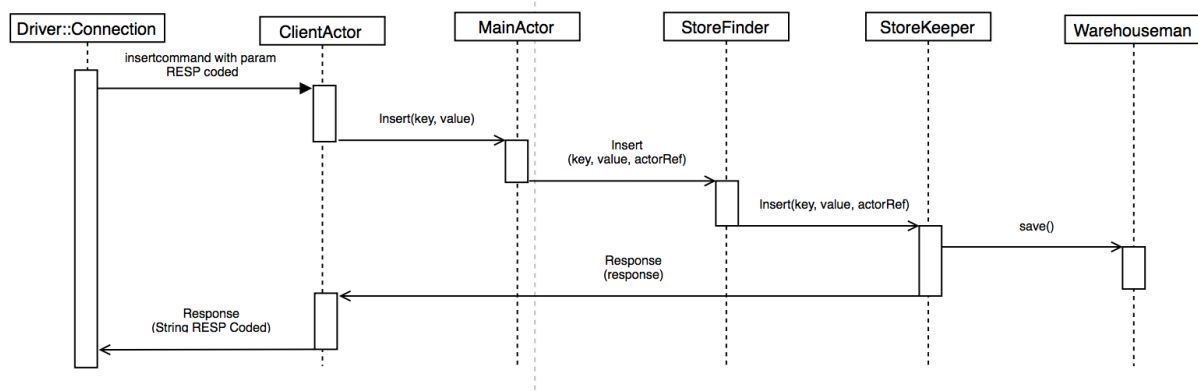 Driver::Connection
ClientActor
MainActor
StoreFinder
StoreKeeper
Warehouseman
insertcommand with param
RESP coded
Insert(key, value)
Insert
(key, value, actorRef)
Insert(key, value, actorRef)
save()
Response
(response)
Response
(String RESP Coded)